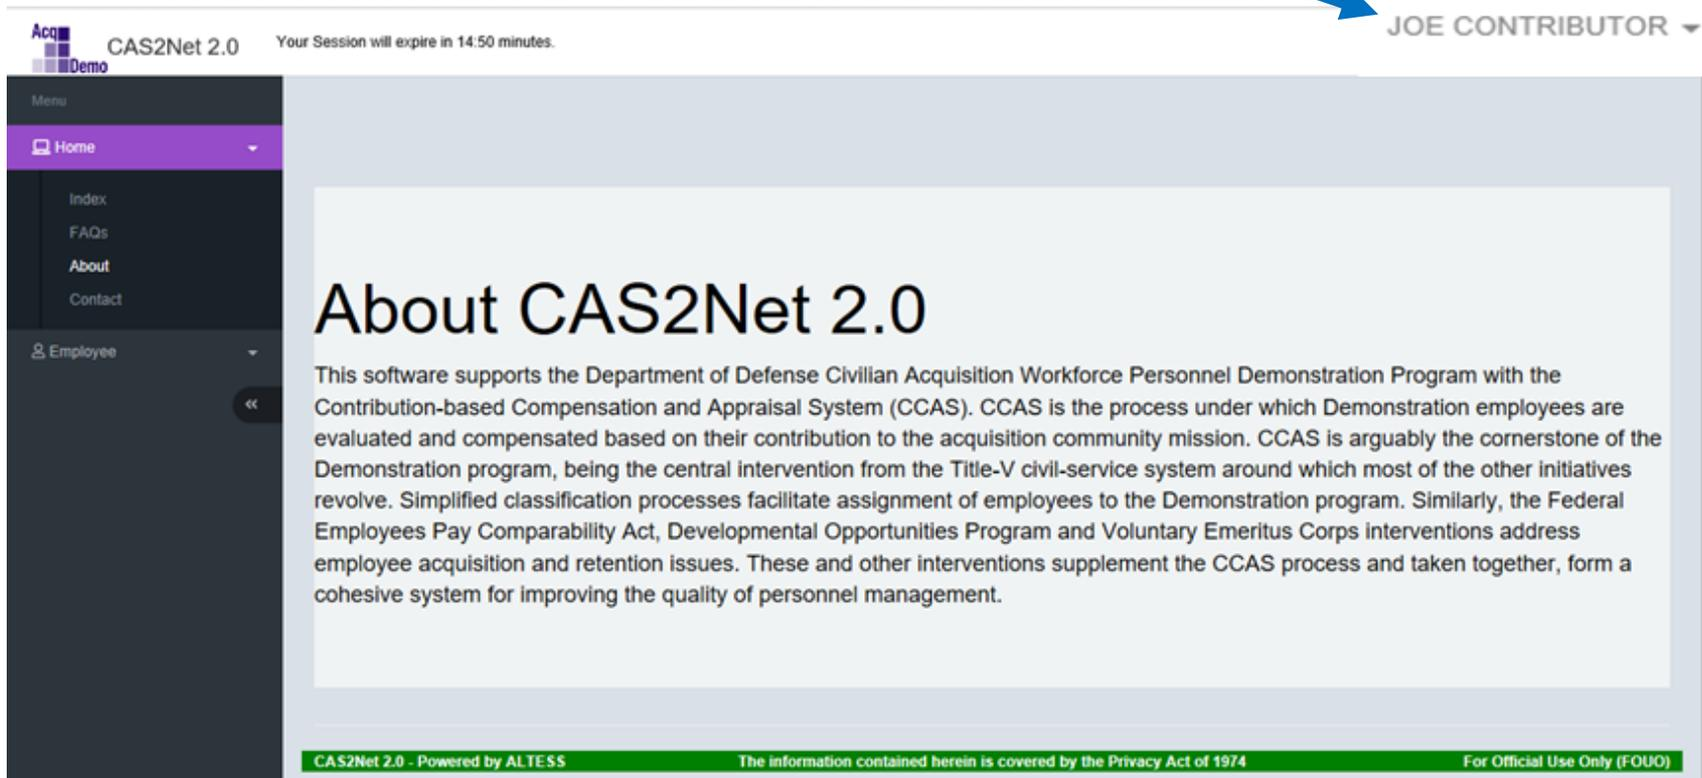 Acq
Demo
CAS2Net 2.0
Your Session will expire in 14:50 minutes.
JOE CONTRIBUTOR
Menu
Home
Index
FAQs
About
Contact
Employee
About CAS2Net 2.0
This software supports the Department of Defense Civilian Acquisition Workforce Personnel Demonstration Program with the
Contribution-based Compensation and Appraisal System (CCAS). CCAS is the process under which Demonstration employees are
evaluated and compensated based on their contribution to the acquisition community mission. CCAS is arguably the cornerstone of the
Demonstration program, being the central intervention from the Title-V civil-service system around which most of the other initiatives
revolve. Simplified classification processes facilitate assignment of employees to the Demonstration program. Similarly, the Federal
Employees Pay Comparability Act, Developmental Opportunities Program and Voluntary Emeritus Corps interventions address
employee acquisition and retention issues. These and other interventions supplement the CCAS process and taken together, form a
cohesive system for improving the quality of personnel management.
CAS2Net 2.0 - Powered by ALTESS
The information contained herein is covered by the Privacy Act of 1974
For Official Use Only (FOUO)